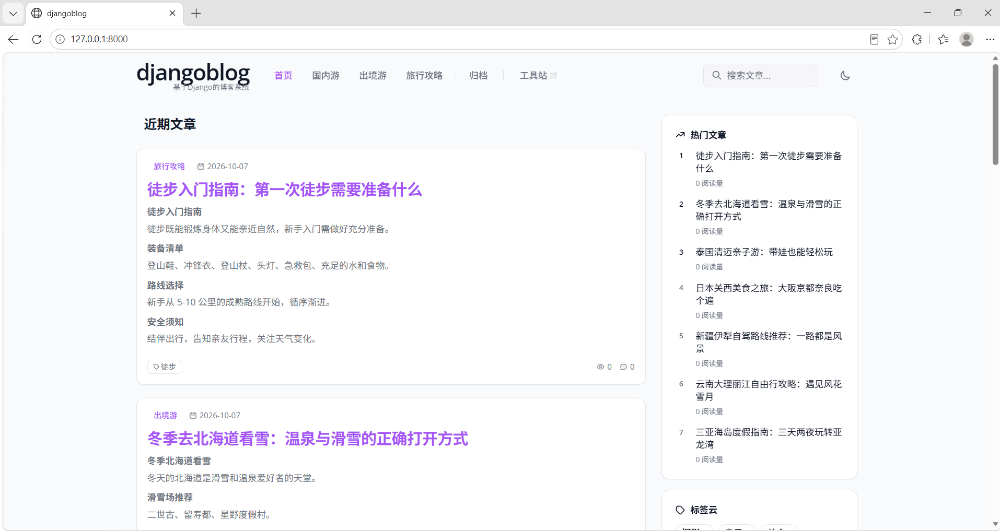 djangoblog
127.0.0.1:8000
djangoblog
基于Django的博客系统
首页 国内游 出境游 旅行攻略 归档 工具站
搜索文章...
近期文章
旅行攻略 2026-10-07
徒步入门指南：第一次徒步需要准备什么
徒步入门指南
徒步既能锻炼身体又能亲近自然，新手入门需做好充分准备。
装备清单
登山鞋、冲锋衣、登山杖、头灯、急救包、充足的水和食物。
路线选择
新手从 5-10 公里的成熟路线开始，循序渐进。
安全须知
结伴出行，告知亲友行程，关注天气变化。
徒步 0 0
出境游 2026-10-07
冬季去北海道看雪：温泉与滑雪的正确打开方式
冬季北海道看雪
冬天的北海道是滑雪和温泉爱好者的天堂。
滑雪场推荐
二世古、留寿都、星野度假村。
热门文章
1 徒步入门指南：第一次徒步需要准备
什么
0 阅读量
2 冬季去北海道看雪：温泉与滑雪的正
确打开方式
0 阅读量
3 泰国清迈亲子游：带娃也能轻松玩
0 阅读量
4 日本关西美食之旅：大阪京都奈良吃
个遍
0 阅读量
5 新疆伊犁自驾路线推荐：一路都是风
景
0 阅读量
6 云南大理丽江自由行攻略：遇见风花
雪月
0 阅读量
7 三亚海岛度假指南：三天两夜玩转亚
龙湾
0 阅读量
标签云